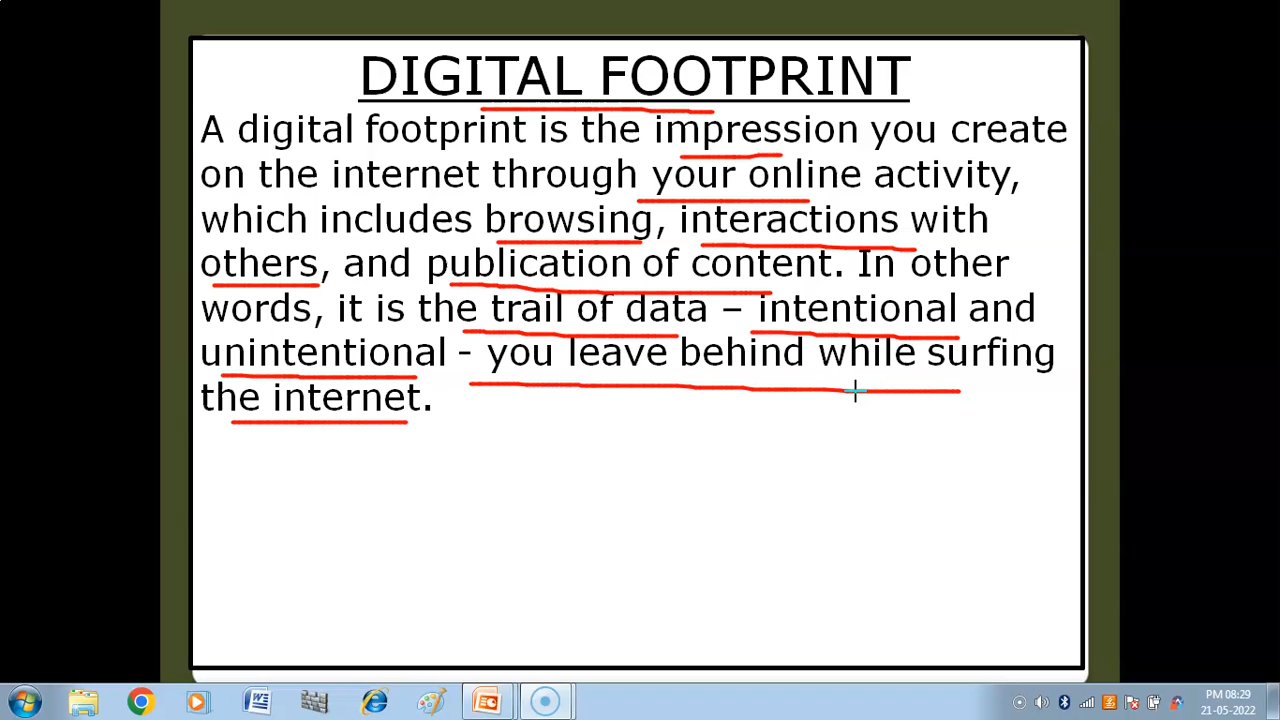 DIGITAL FOOTPRINT
A digital footprint is the impression you create
on the internet through your online activity,
which includes browsing, interactions with
others, and publication of content. In other
words, it is the trail of data – intentional and
unintentional - you leave behind while surfing
the internet.
PM 08:29
21-05-2022